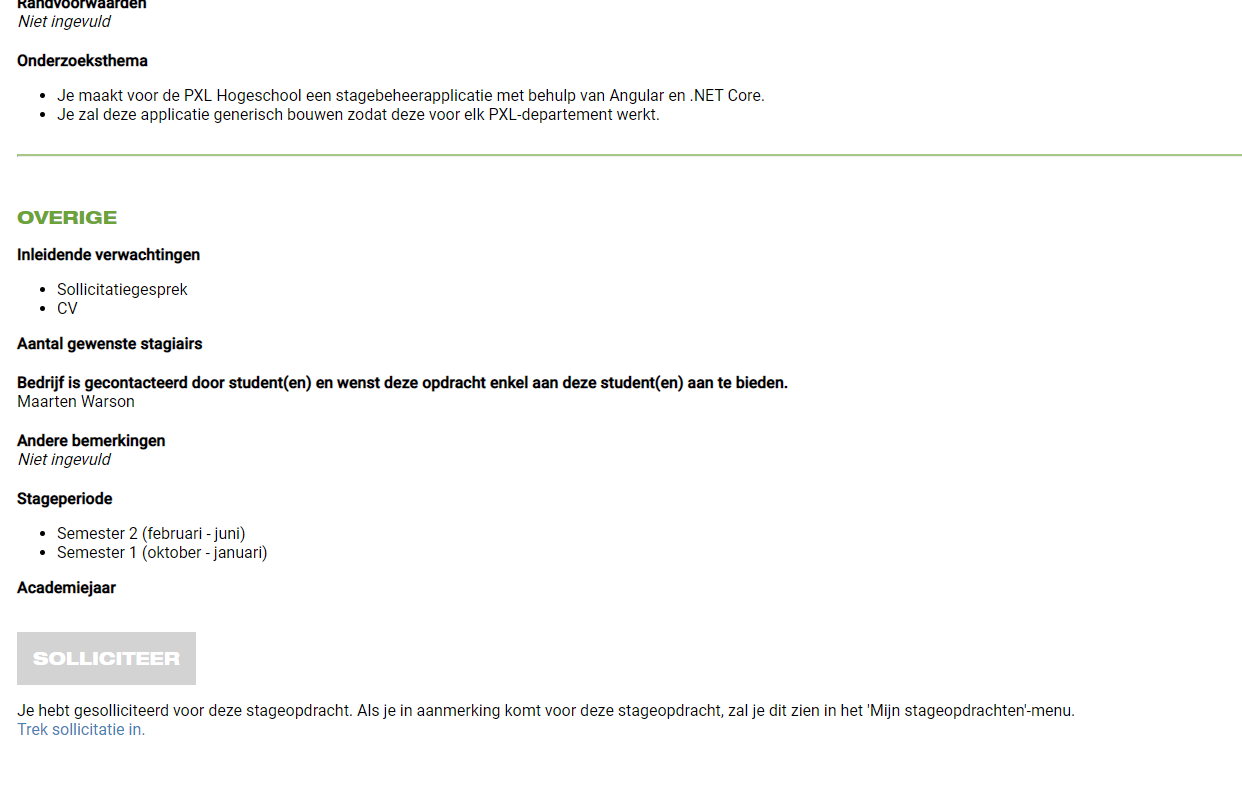 Randvoorwaarden
Niet ingevuld
Onderzoeksthema
Je maakt voor de PXL Hogeschool een stagebeheerapplicatie met behulp van Angular en .NET Core.
Je zal deze applicatie generisch bouwen zodat deze voor elk PXL-departement werkt.
OVERIGE
Inleidende verwachtingen
Sollicitatiegesprek
CV
Aantal gewenste stagiairs
Bedrijf is gecontacteerd door student(en) en wenst deze opdracht enkel aan deze student(en) aan te bieden.
Maarten Warson
Andere bemerkingen
Niet ingevuld
Stageperiode
Semester 2 (februari - juni)
Semester 1 (oktober - januari)
Academiejaar
SOLLICITEER
Je hebt gesolliciteerd voor deze stageopdracht. Als je in aanmerking komt voor deze stageopdracht, zal je dit zien in het 'Mijn stageopdrachten'-menu.
Trek sollicitatie in.